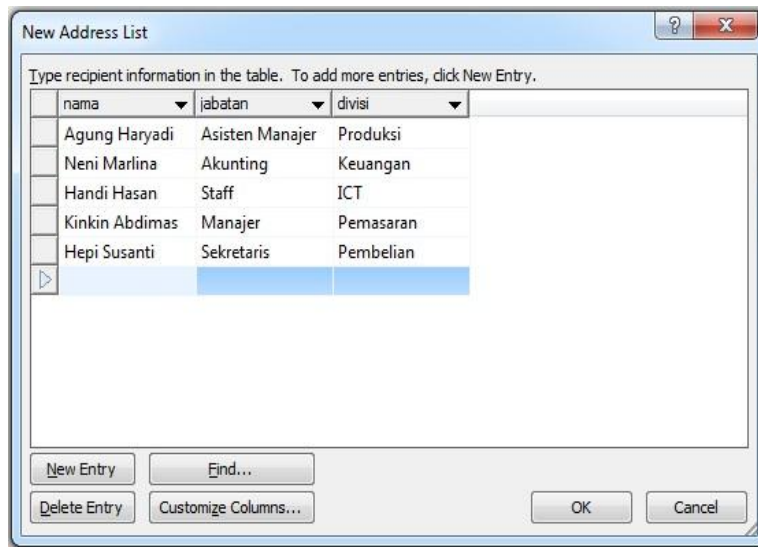 New Address List
Type recipient information in the table. To add more entries, click New Entry.
nama jabatan divisi
Agung Haryadi Asisten Manajer Produksi
Neni Marlina Akunting Keuangan
Handi Hasan Staff ICT
Kinkin Abdimas Manajer Pemasaran
Hepi Susanti Sekretaris Pembelian
New Entry Find...
Delete Entry Customize Columns... OK Cancel